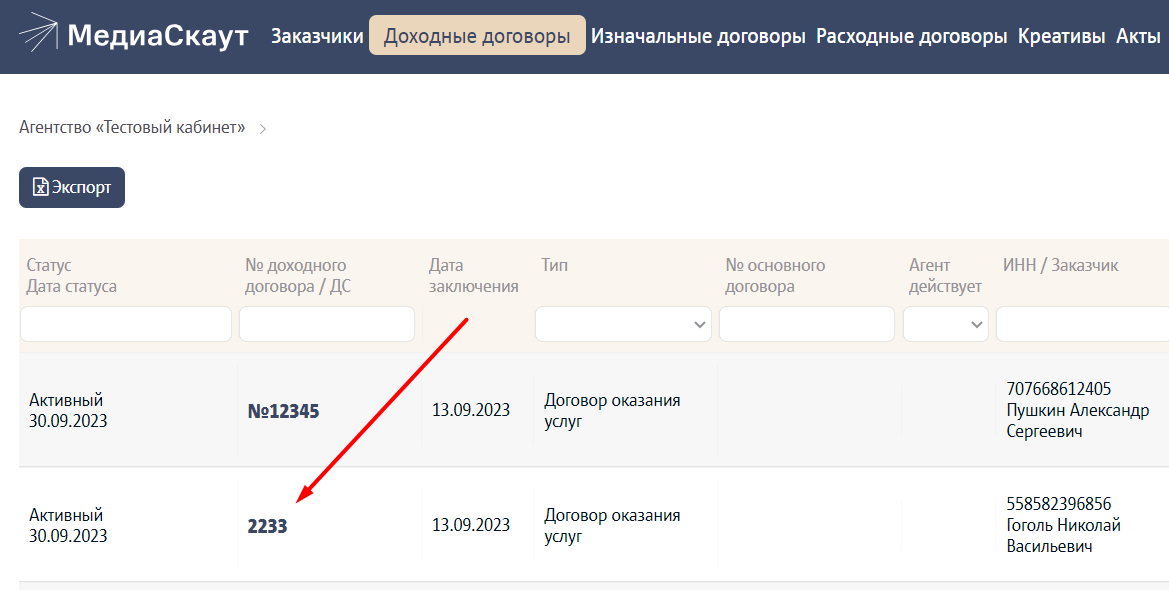 МедиаСкаут Заказчики Доходные договоры Изначальные договоры Расходные договоры Креативы Акты
Агентство «Тестовый кабинет» >
Экспорт
Статус № доходного Дата Тип № основного Агент ИНН / Заказчик
Дата статуса договора / ДС заключения договора действует
707668612405
Активный №12345 13.09.2023 Договор оказания Пушкин Александр
30.09.2023 услуг Сергеевич
558582396856
Активный 2233 13.09.2023 Договор оказания Гоголь Николай
30.09.2023 услуг Васильевич